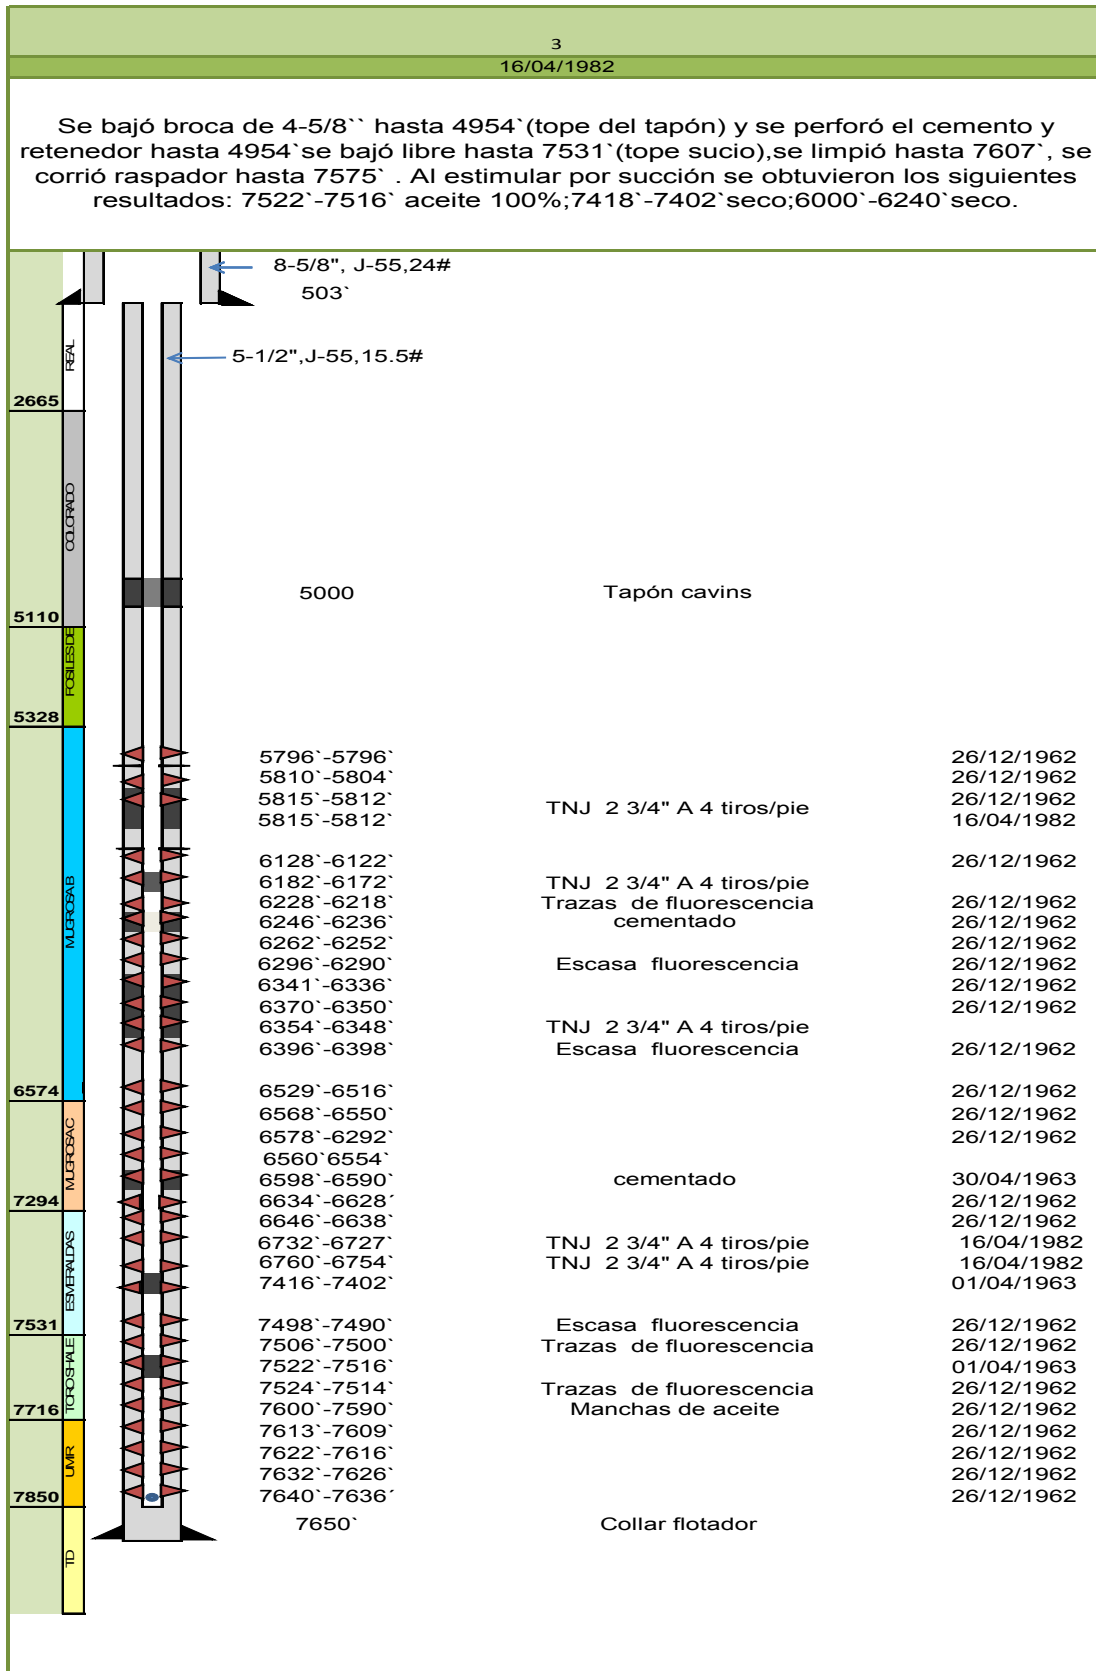 3
16/04/1982
Se bajó broca de 4-5/8`` hasta 4954`(tope del tapón) y se perforó el cemento y
retenedor hasta 4954`se bajó libre hasta 7531`(tope sucio),se limpió hasta 7607`, se
corrió raspador hasta 7575` . Al estimular por succión se obtuvieron los siguientes
resultados: 7522`-7516` aceite 100%;7418`-7402`seco;6000`-6240`seco.
8-5/8", J-55,24#
503`
REAL
5-1/2",J-55,15.5#
2665
COLORADO
5000 Tapón cavins
5110
FOSILES DE
5328
5796`-5796` 26/12/1962
5810`-5804` 26/12/1962
5815`-5812` 26/12/1962
TNJ 2 3/4" A 4 tiros/pie
5815`-5812` 16/04/1982
6128`-6122` 26/12/1962
6182`-6172` TNJ 2 3/4" A 4 tiros/pie
MUGROSA B
6228`-6218` Trazas de fluorescencia 26/12/1962
6246`-6236` cementado 26/12/1962
6262`-6252` 26/12/1962
6296`-6290` Escasa fluorescencia 26/12/1962
6341`-6336` 26/12/1962
6370`-6350` 26/12/1962
6354`-6348` TNJ 2 3/4" A 4 tiros/pie
6396`-6398` Escasa fluorescencia 26/12/1962
6574
6529`-6516` 26/12/1962
6568`-6550` 26/12/1962
6578`-6292` 26/12/1962
MUGROSA C
6560`6554`
6598`-6590` cementado 30/04/1963
7294
6634`-6628´ 26/12/1962
6646`-6638` 26/12/1962
6732`-6727` TNJ 2 3/4" A 4 tiros/pie 16/04/1982
6760`-6754` TNJ 2 3/4" A 4 tiros/pie 16/04/1982
ESMERALDAS
7416`-7402` 01/04/1963
7531
7498`-7490` Escasa fluorescencia 26/12/1962
7506`-7500` Trazas de fluorescencia 26/12/1962
7522`-7516` 01/04/1963
TORO SHALE
7524`-7514` Trazas de fluorescencia 26/12/1962
7716
7600`-7590` Manchas de aceite 26/12/1962
7613`-7609` 26/12/1962
UMR
7622`-7616` 26/12/1962
7632`-7626` 26/12/1962
7850
7640`-7636´ 26/12/1962
7650` Collar flotador
TD